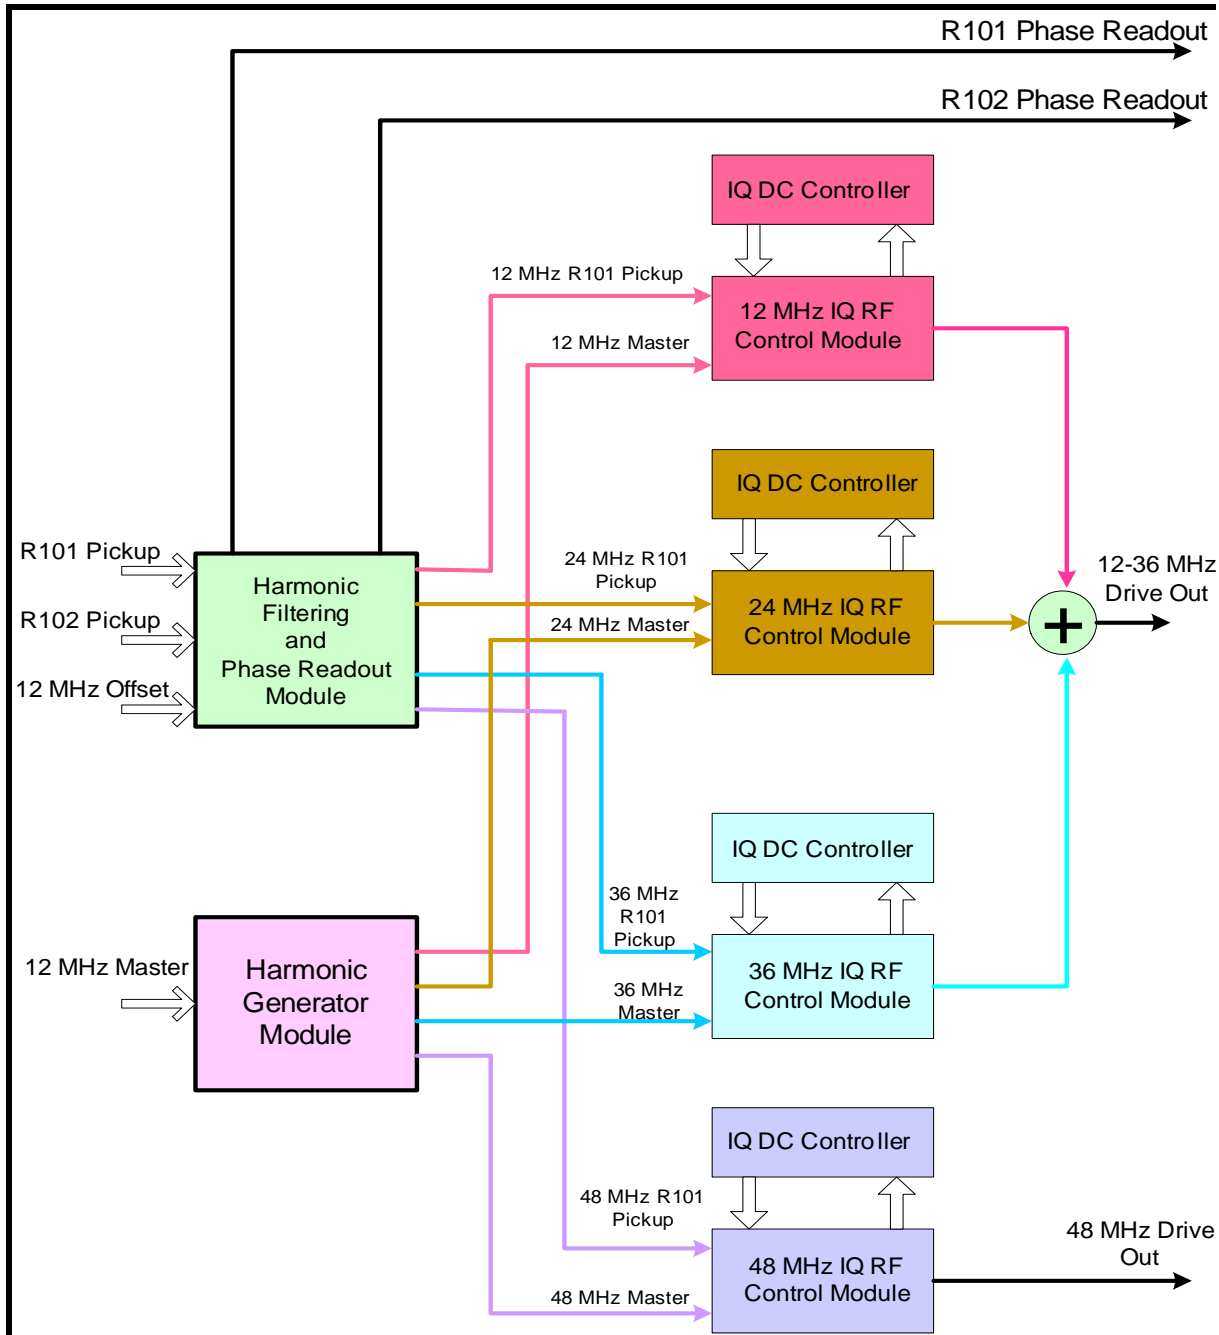 R101 Phase Readout
R102 Phase Readout
IQ DC Controller
12 MHz R101 Pickup
12 MHz IQ RF
Control Module
12 MHz Master
IQ DC Controller
R101 Pickup
R102 Pickup
12 MHz Offset
Harmonic
Filtering
and
Phase Readout
Module
24 MHz R101
Pickup
24 MHz Master
24 MHz IQ RF
Control Module
12-36 MHz
Drive Out
+
IQ DC Controller
36 MHz
R101
Pickup
36 MHz
Master
36 MHz IQ RF
Control Module
12 MHz Master
Harmonic
Generator
Module
IQ DC Controller
48 MHz R101
Pickup
48 MHz Master
48 MHz IQ RF
Control Module
48 MHz Drive
Out